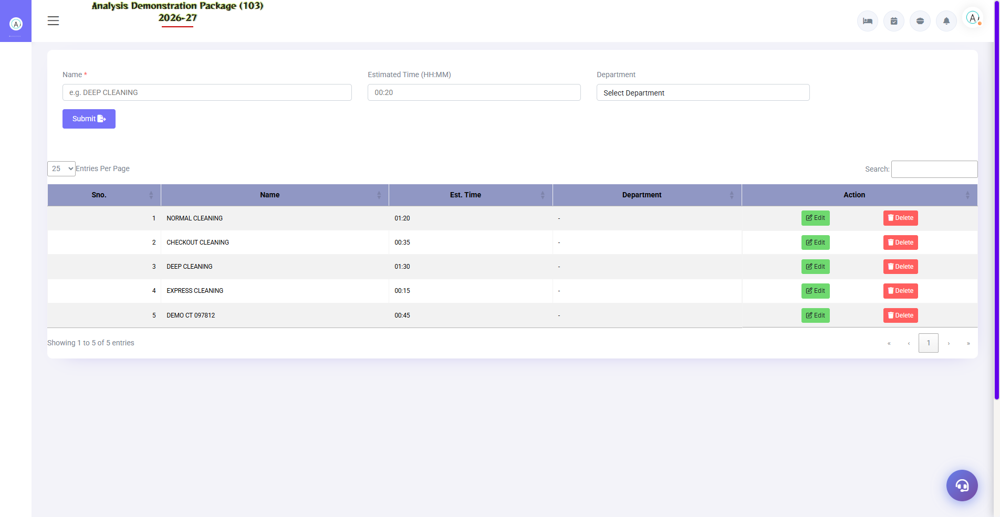 Analysis Demonstration Package (103)
2026-27
A
A
Name *
Estimated Time (HH:MM)
Department
e.g. DEEP CLEANING
00:20
Select Department
Submit
25 Entries Per Page
Search:
Sno. Name Est. Time Department Action
1 NORMAL CLEANING 01:20 - Edit Delete
2 CHECKOUT CLEANING 00:35 - Edit Delete
3 DEEP CLEANING 01:30 - Edit Delete
4 EXPRESS CLEANING 00:15 - Edit Delete
5 DEMO CT 097812 00:45 - Edit Delete
Showing 1 to 5 of 5 entries
« ‹ 1 › »